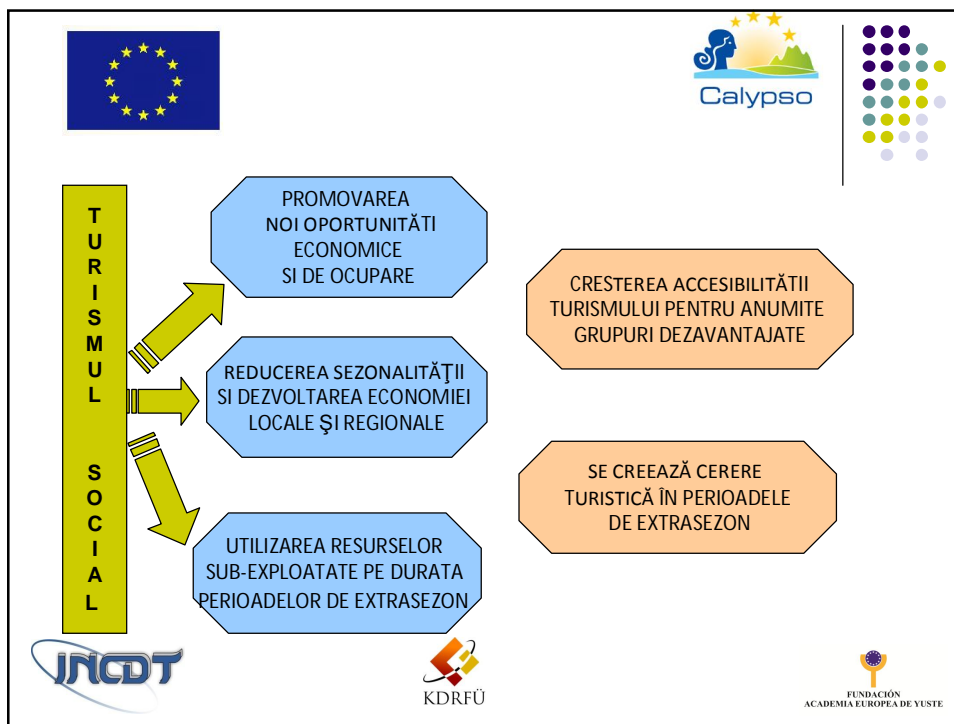 Calypso
TURISMUL SOCIAL
PROMOVAREA
NOI OPORTUNITĂTI
ECONOMICE
SI DE OCUPARE
REDUCEREA SEZONALITĂŢII
SI DEZVOLTAREA ECONOMIEI
LOCALE ŞI REGIONALE
UTILIZAREA RESURSELOR
SUB-EXPLOATATE PE DURATA
PERIOADELOR DE EXTRASEZON
CRESTEREA ACCESIBILITĂTII
TURISMULUI PENTRU ANUMITE
GRUPURI DEZAVANTAJATE
SE CREEAZĂ CERERE
TURISTICĂ ÎN PERIOADELE
DE EXTRASEZON
INCDT
KDRFÜ
FUNDACIÓN
ACADEMIA EUROPEA DE YUSTE